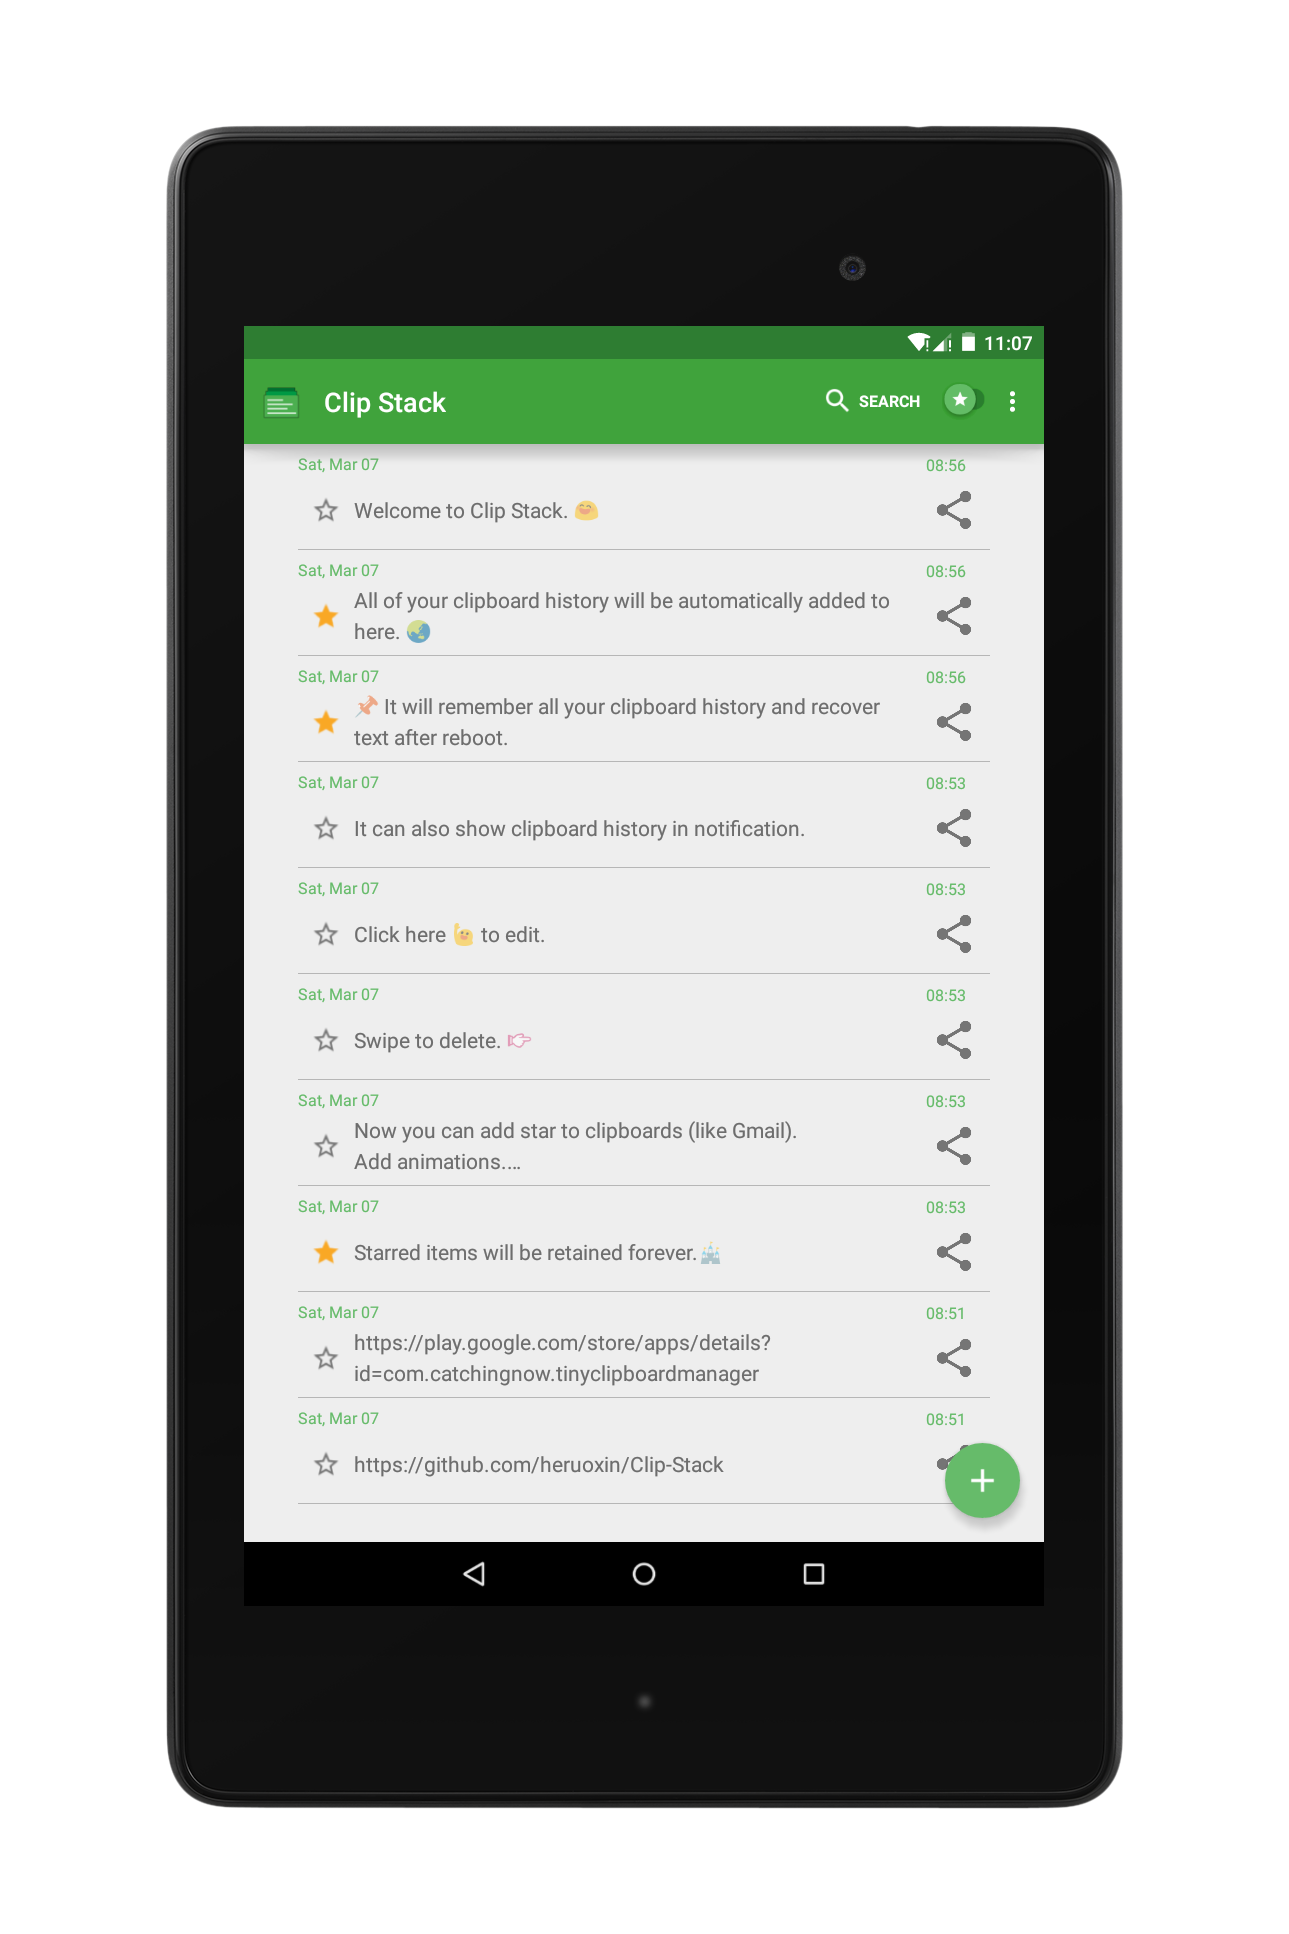 11:07
Clip Stack SEARCH
Sat, Mar 07 08:56
Welcome to Clip Stack. 😄
Sat, Mar 07 08:56
All of your clipboard history will be automatically added to
here. 🌏
Sat, Mar 07 08:56
📌 It will remember all your clipboard history and recover
text after reboot.
Sat, Mar 07 08:53
It can also show clipboard history in notification.
Sat, Mar 07 08:53
Click here 🙋 to edit.
Sat, Mar 07 08:53
Swipe to delete. 👉
Sat, Mar 07 08:53
Now you can add star to clipboards (like Gmail).
Add animations.…
Sat, Mar 07 08:53
Starred items will be retained forever.🏰
Sat, Mar 07 08:51
https://play.google.com/store/apps/details?
id=com.catchingnow.tinyclipboardmanager
Sat, Mar 07 08:51
https://github.com/heruoxin/Clip-Stack